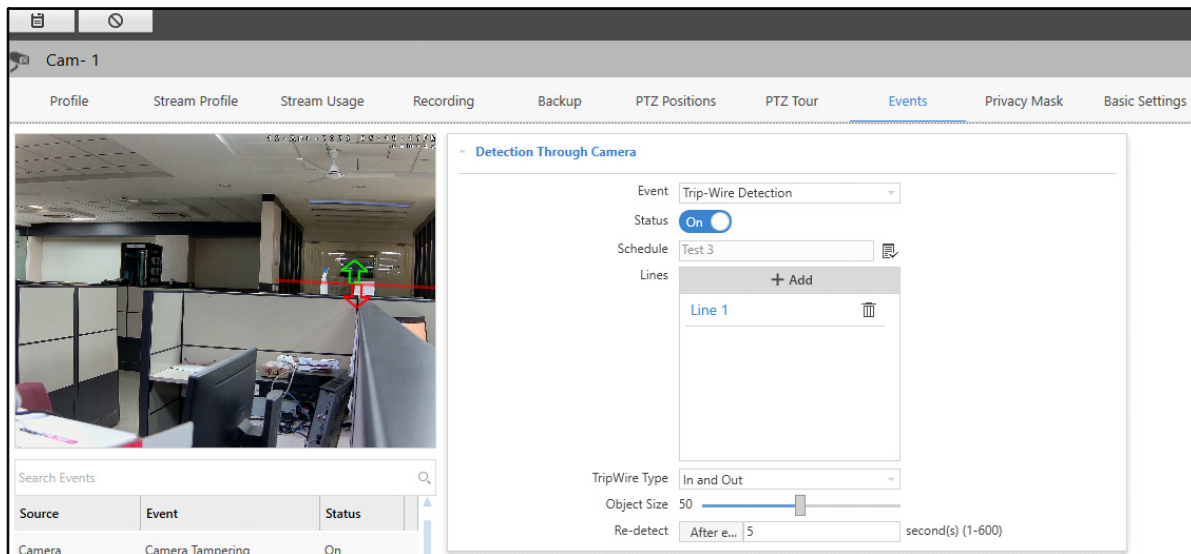 Cam- 1
Profile Stream Profile Stream Usage Recording Backup PTZ Positions PTZ Tour Events Privacy Mask Basic Settings
Detection Through Camera
Event Trip-Wire Detection
Status On
Schedule Test 3
Lines + Add
Line 1
TripWire Type In and Out
Object Size 50
Re-detect After e... 5 second(s) (1-600)
Search Events
Source Event Status
Camera Camera Tampering On